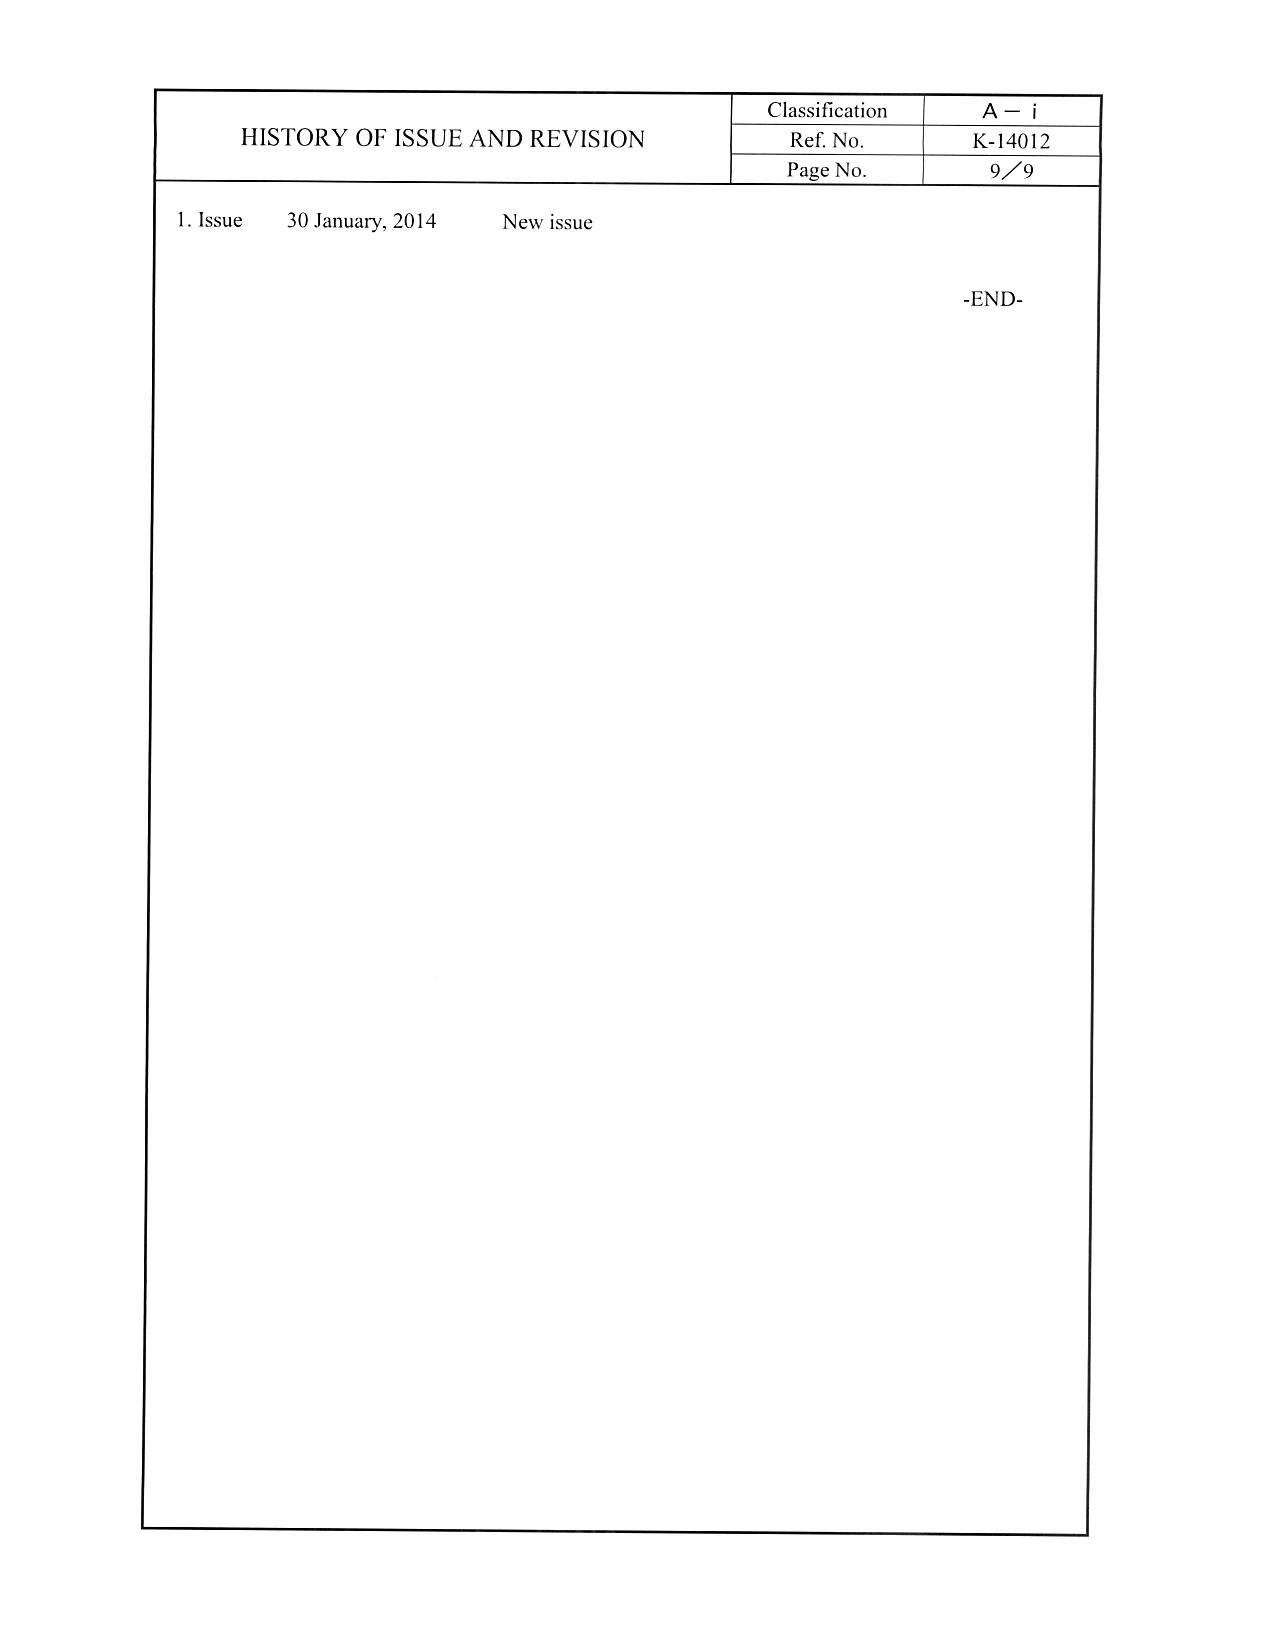 HISTORY OF ISSUE AND REVISION
Classification A － i
Ref. No. K-14012
Page No. 9／9
1. Issue 30 January, 2014 New issue
-END-